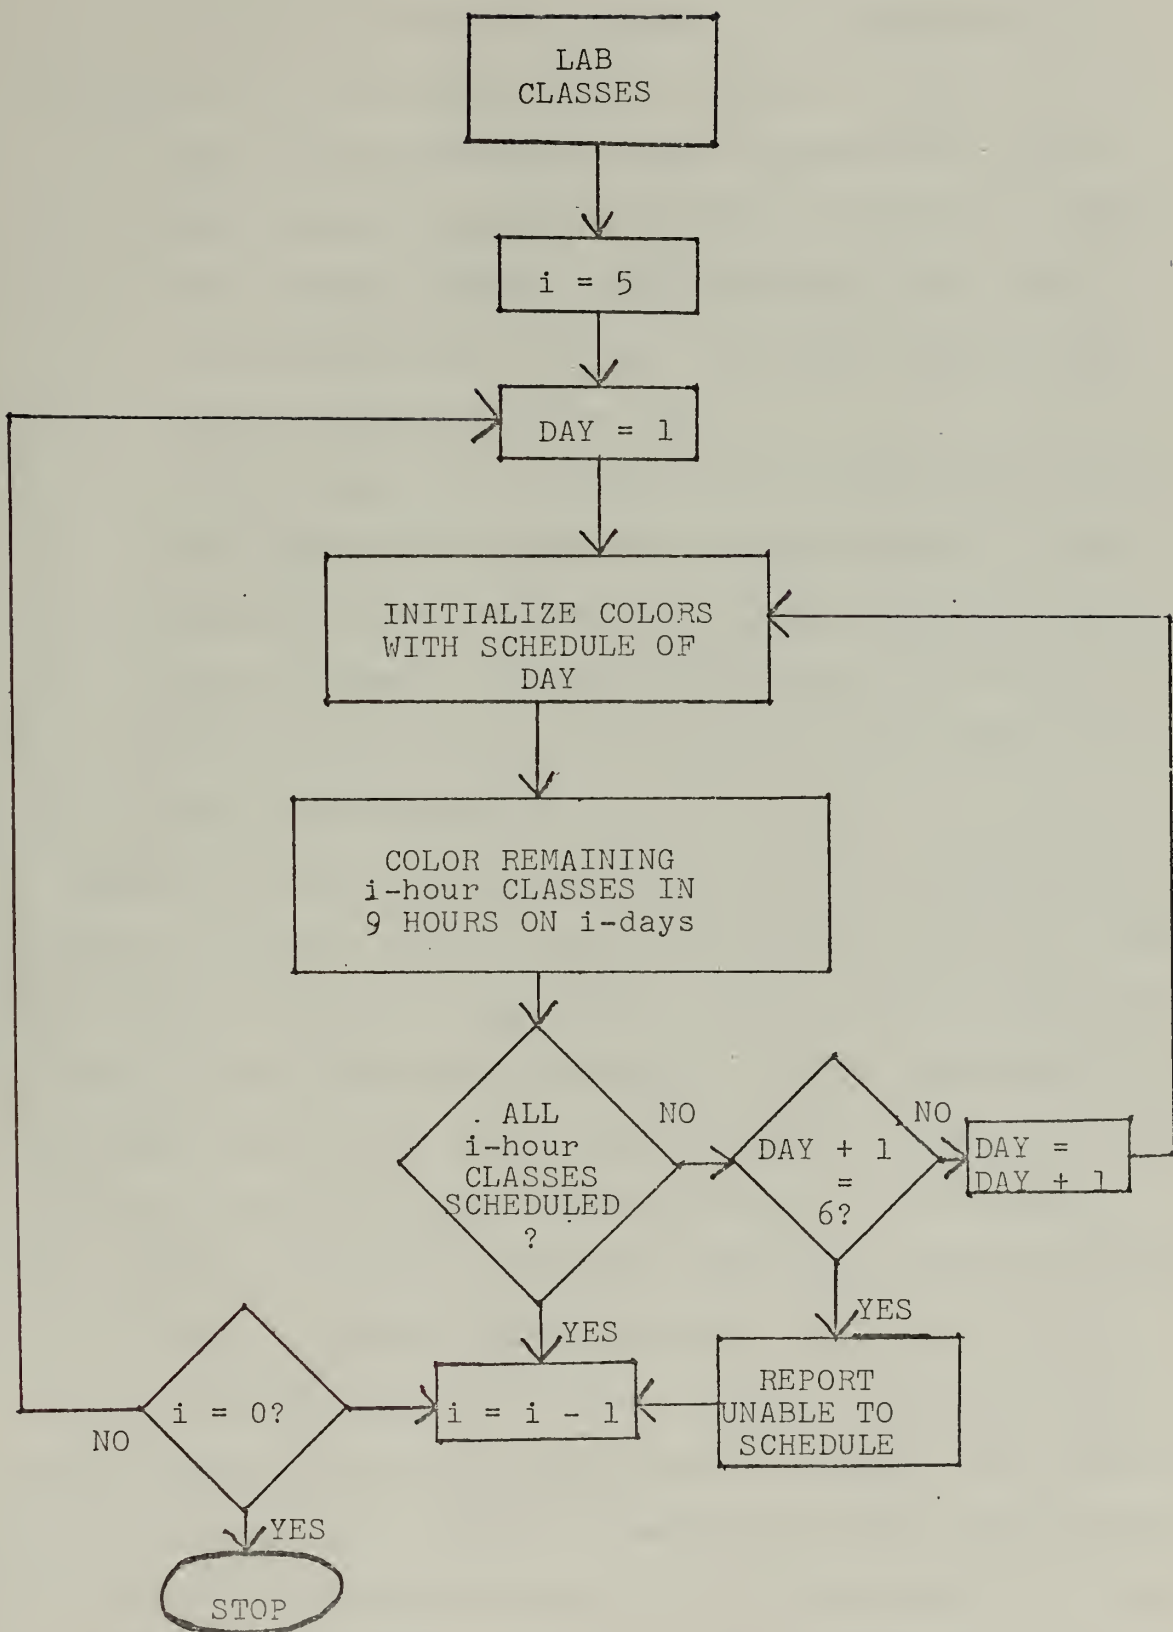 LAB
CLASSES
i = 5
DAY = 1
INITIALIZE COLORS
WITH SCHEDULE OF
DAY
COLOR REMAINING
i-hour CLASSES IN
9 HOURS ON i-days
ALL
i-hour
CLASSES
SCHEDULED
?
NO
DAY + 1
=
6?
NO
DAY =
DAY + 1
YES
YES
REPORT
UNABLE TO
SCHEDULE
i = i - 1
i = 0?
NO
YES
STOP